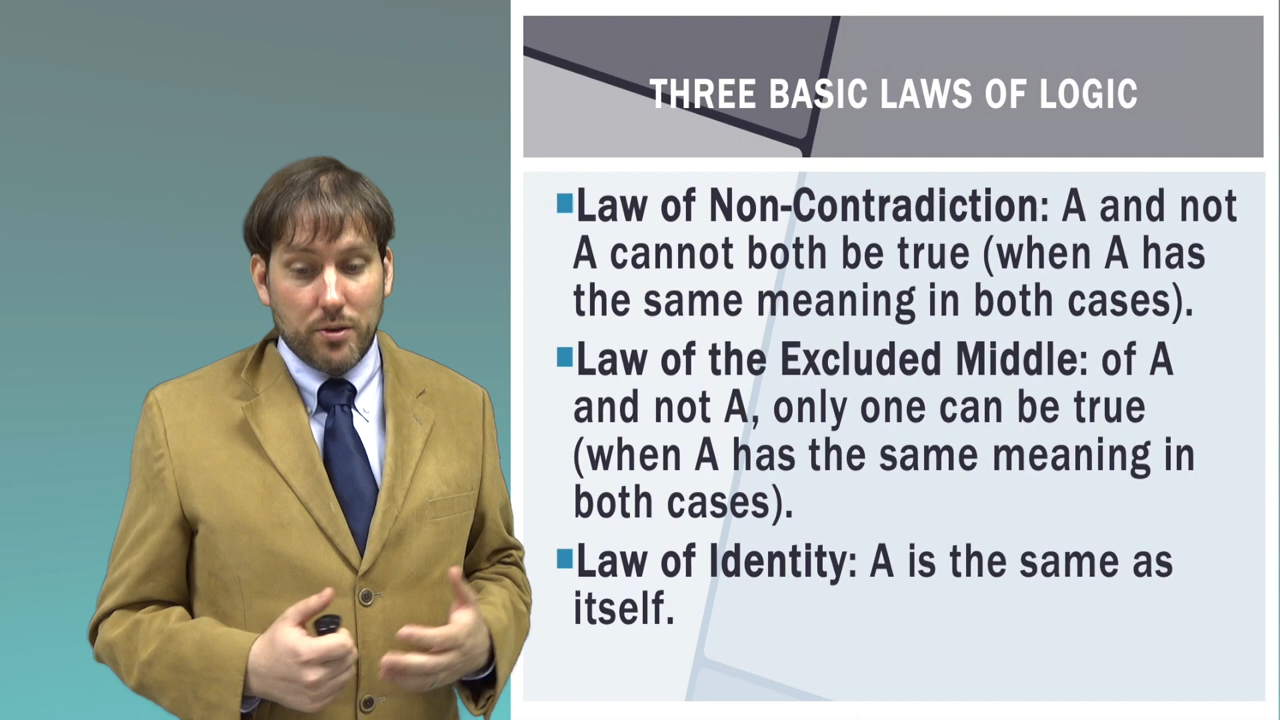 THREE BASIC LAWS OF LOGIC
Law of Non-Contradiction: A and not
A cannot both be true (when A has
the same meaning in both cases).
Law of the Excluded Middle: of A
and not A, only one can be true
(when A has the same meaning in
both cases).
Law of Identity: A is the same as
itself.